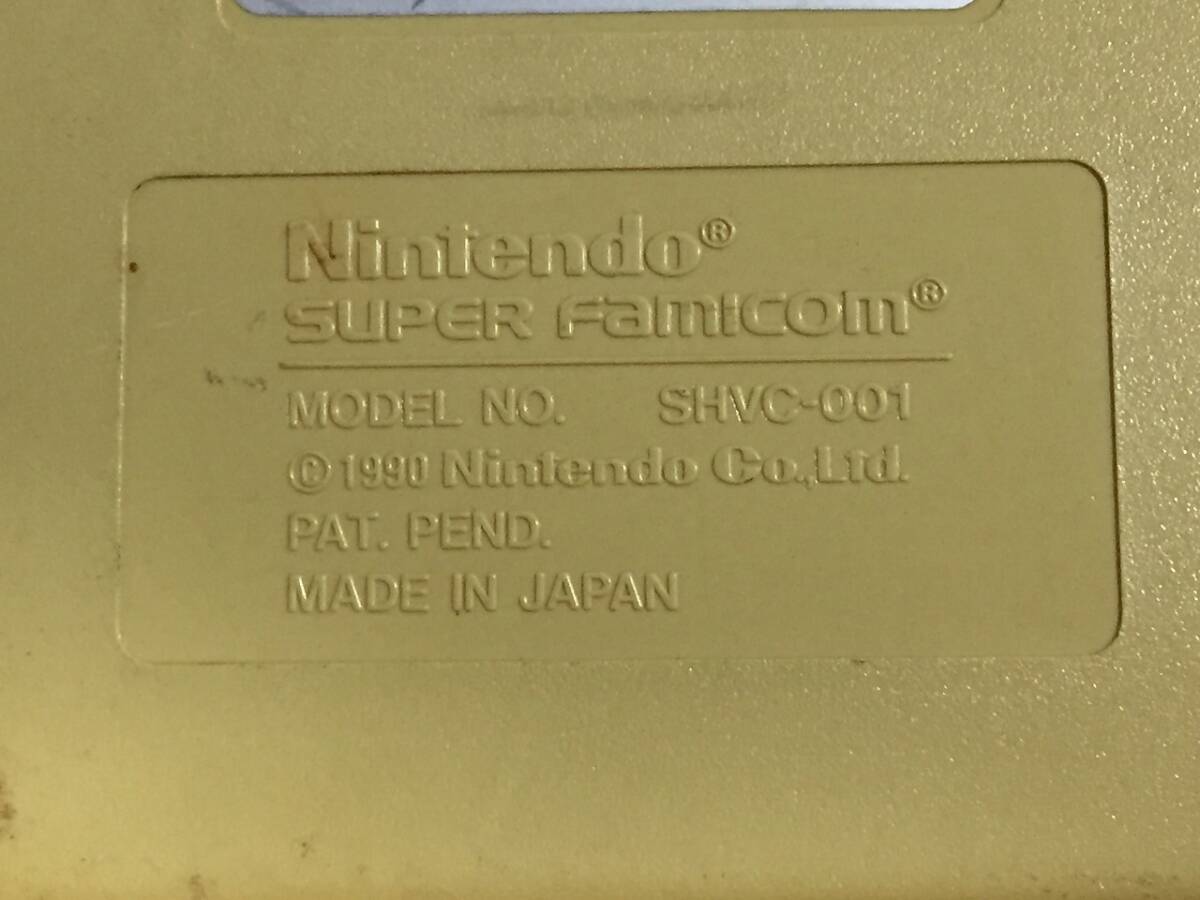 Nintendo®
SUPER Famicom®
MODEL NO. SHVC-001
©1990 Nintendo Co.,Ltd.
PAT. PEND.
MADE IN JAPAN